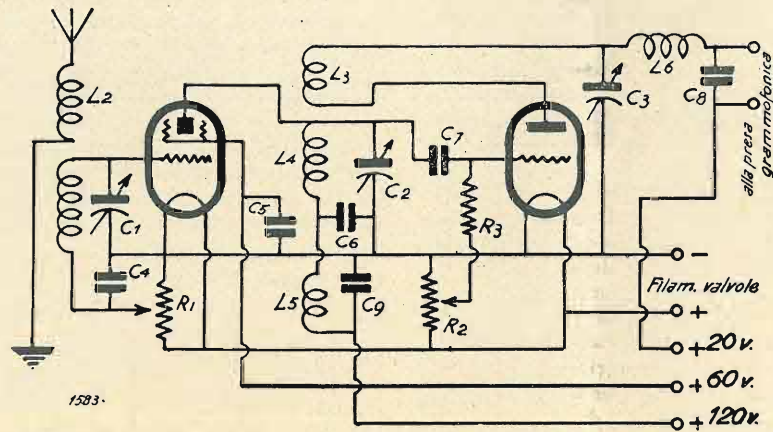 L2
L3
L6
C3
C8
alla presa
grammofonica
L4
C7
C1
C5
C2
C6
R3
C4
R1
L5
C9
R2
-
Filam. valvole
+
+ 20 v.
+ 60 v.
+ 120 v.
1583.